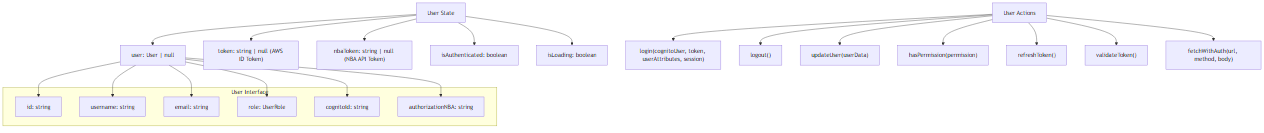 User State
User Actions
user: User | null
token: string | null (AWS
ID Token)
nbaToken: string | null
(NBA API Token)
isAuthenticated: boolean
isLoading: boolean
login(cognitoUser, token,
userAttributes, session)
logout()
updateUser(userData)
hasPermission(permission)
refreshToken()
validateToken()
fetchWithAuth(url,
method, body)
User Interface
id: string
username: string
email: string
role: UserRole
cognitoId: string
authorizationNBA: string